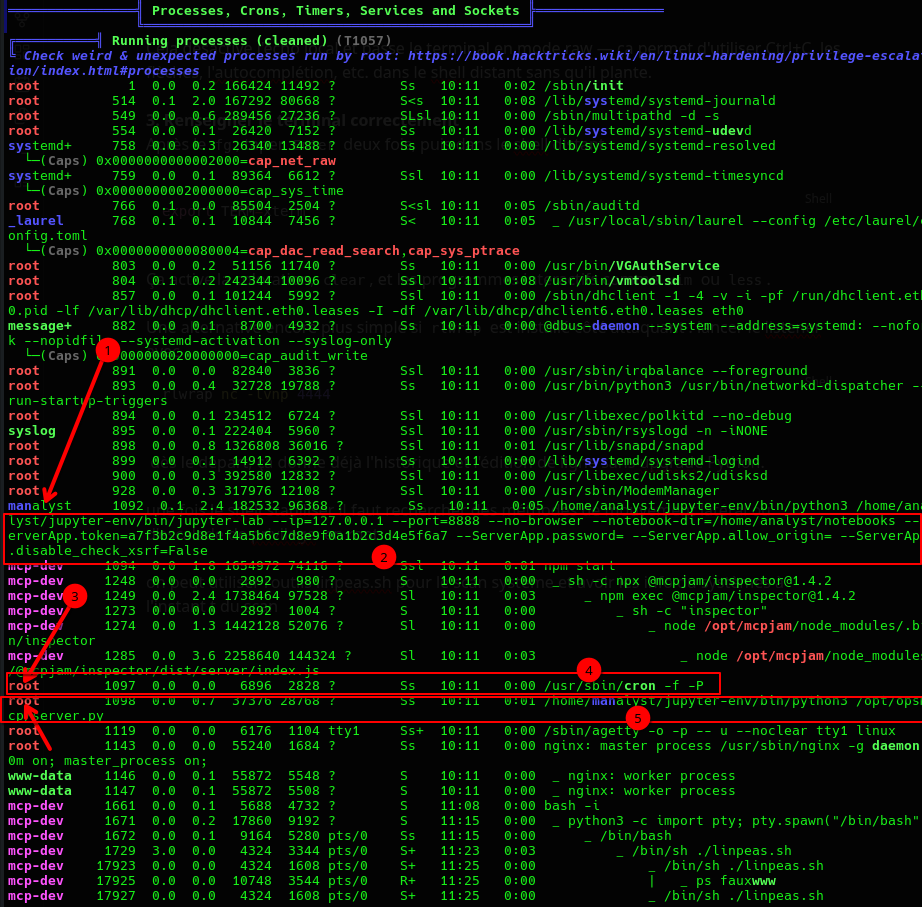 Processes, Crons, Timers, Services and Sockets
Running processes (cleaned) (T1057)
╚ Check weird & unexpected processes run by root: https://book.hacktricks.wiki/en/linux-hardening/privilege-escalat
ion/index.html#processes
root 1 0.0 0.2 166424 11492 ? Ss 10:11 0:02 /sbin/init
root 514 0.1 2.0 167292 80668 ? S<s 10:11 0:08 /lib/systemd/systemd-journald
root 549 0.0 0.6 289456 27256 ? SLsl 10:11 0:00 /sbin/multipathd -d -s
root 554 0.0 0.1 26420 7152 ? Ss 10:11 0:00 /lib/systemd/systemd-udevd
systemd+ 758 0.0 0.3 26340 13488 ? Ss 10:11 0:00 /lib/systemd/systemd-resolved
└─(Caps) 0x0000000000002000=cap_net_raw
systemd+ 759 0.0 0.1 89364 6612 ? Ssl 10:11 0:00 /lib/systemd/systemd-timesyncd
└─(Caps) 0x0000000002000000=cap_sys_time
root 766 0.1 0.0 85504 2504 ? S<sl 10:11 0:05 /sbin/auditd
_laurel 768 0.1 0.1 10844 7456 ? S< 10:11 0:05 _ /usr/local/sbin/laurel --config /etc/laurel/c
onfig.toml
└─(Caps) 0x0000000000080004=cap_dac_read_search,cap_sys_ptrace
root 803 0.0 0.2 51156 11740 ? Ss 10:11 0:00 /usr/bin/VGAuthService
root 804 0.1 0.2 242344 10096 ? Ssl 10:11 0:08 /usr/bin/vmtoolsd
root 857 0.0 0.1 101244 5992 ? Ssl 10:11 0:00 /sbin/dhclient -1 -4 -v -i -pf /run/dhclient.eth
0.pid -lf /var/lib/dhcp/dhclient.eth0.leases -I -df /var/lib/dhcp/dhclient6.eth0.leases eth0
message+ 882 0.0 0.1 8700 4932 ? Ss 10:11 0:00 @dbus-daemon --system --address=systemd: --nofor
k --nopidfile --systemd-activation --syslog-only
1
└─(Caps) 0x0000000020000000=cap_audit_write
root 891 0.0 0.0 82840 3836 ? Ssl 10:11 0:00 /usr/sbin/irqbalance --foreground
root 893 0.0 0.4 32728 19788 ? Ss 10:11 0:00 /usr/bin/python3 /usr/bin/networkd-dispatcher --
run-startup-triggers
root 894 0.0 0.1 234512 6724 ? Ssl 10:11 0:00 /usr/libexec/polkitd --no-debug
syslog 895 0.0 0.1 222404 5960 ? Ssl 10:11 0:00 /usr/sbin/rsyslogd -n -iNONE
root 898 0.0 0.8 1326808 36016 ? Ssl 10:11 0:01 /usr/lib/snapd/snapd
root 899 0.0 0.1 14912 6392 ? Ss 10:11 0:00 /lib/systemd/systemd-logind
root 900 0.0 0.3 392580 12832 ? Ssl 10:11 0:00 /usr/libexec/udisks2/udisksd
root 928 0.0 0.3 317976 12108 ? Ssl 10:11 0:00 /usr/sbin/ModemManager
analyst 1092 0.1 2.4 182532 96368 ? Ss 10:11 0:05 /home/analyst/jupyter-env/bin/python3 /home/ana
lyst/jupyter-env/bin/jupyter-lab --ip=127.0.0.1 --port=8888 --no-browser --notebook-dir=/home/analyst/notebooks --S
erverApp.token=a7f3b2c9d8e1f4a5b6c7d8e9f0a1b2c3d4e5f6a7 --ServerApp.password= --ServerApp.allow_origin= --ServerApp
.disable_check_xsrf=False
2
mcp-dev 1094 0.0 1.8 1054972 74116 ? Ssl 10:11 0:01 npm start
mcp-dev 1248 0.0 0.0 2892 980 ? S 10:11 0:00 _ sh -c npx @mcpjam/inspector@1.4.2
mcp-dev 1249 0.0 2.4 1738464 97528 ? Sl 10:11 0:03 _ npm exec @mcpjam/inspector@1.4.2
3
mcp-dev 1273 0.0 0.0 2892 1004 ? S 10:11 0:00 _ sh -c "inspector"
mcp-dev 1274 0.0 1.3 1442128 52076 ? Sl 10:11 0:00 _ node /opt/mcpjam/node_modules/.bi
n/inspector
mcp-dev 1285 0.0 3.6 2258640 144324 ? Sl 10:11 0:03 _ node /opt/mcpjam/node_modules
/@mcpjam/inspector/dist/server/index.js
4
root 1097 0.0 0.0 6896 2828 ? Ss 10:11 0:00 /usr/sbin/cron -f -P
root 1098 0.0 0.7 37376 28768 ? Ss 10:11 0:01 /home/analyst/jupyter-env/bin/python3 /opt/ops
server.py
5
root 1119 0.0 0.0 6176 1104 tty1 Ss+ 10:11 0:00 /sbin/agetty -o -p -- u --noclear tty1 linux
root 1143 0.0 0.0 55240 1684 ? Ss 10:11 0:00 nginx: master process /usr/sbin/nginx -g daemon
on; master_process on;
www-data 1146 0.0 0.1 55872 5548 ? S 10:11 0:00 _ nginx: worker process
www-data 1147 0.0 0.1 55872 5508 ? S 10:11 0:00 _ nginx: worker process
mcp-dev 1661 0.0 0.1 5688 4732 ? S 11:08 0:00 bash -i
mcp-dev 1671 0.0 0.2 17860 9192 ? S 11:15 0:00 _ python3 -c import pty; pty.spawn("/bin/bash")
mcp-dev 1672 0.0 0.1 9164 5280 pts/0 Ss 11:15 0:00 _ /bin/bash
mcp-dev 1729 3.0 0.0 4324 3344 pts/0 S+ 11:23 0:03 _ /bin/sh ./linpeas.sh
mcp-dev 17923 0.0 0.0 4324 1608 pts/0 S+ 11:25 0:00 _ /bin/sh ./linpeas.sh
mcp-dev 17925 0.0 0.0 10748 3544 pts/0 R+ 11:25 0:00 | _ ps fauxwww
mcp-dev 17927 0.0 0.0 4324 1608 pts/0 S+ 11:25 0:00 _ /bin/sh ./linpeas.sh